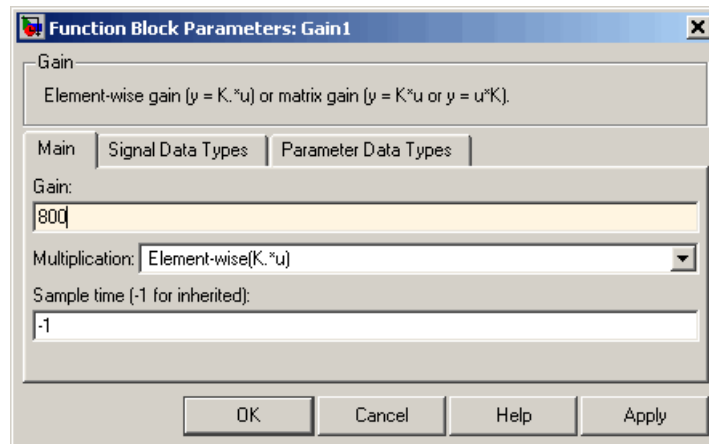 Function Block Parameters: Gain1
Gain
Element-wise gain (y = K.*u) or matrix gain (y = K*u or y = u*K).
Main Signal Data Types Parameter Data Types
Gain:
800
Multiplication: Element-wise(K.*u)
Sample time (-1 for inherited):
-1
OK Cancel Help Apply